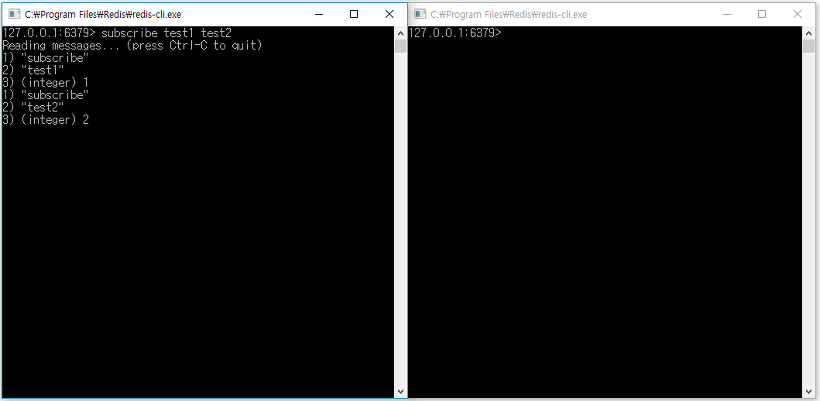 C:₩Program Files₩Redis₩redis-cli.exe
127.0.0.1:6379> subscribe test1 test2
Reading messages... (press Ctrl-C to quit)
1) "subscribe"
2) "test1"
3) (integer) 1
1) "subscribe"
2) "test2"
3) (integer) 2
C:₩Program Files₩Redis₩redis-cli.exe
127.0.0.1:6379>